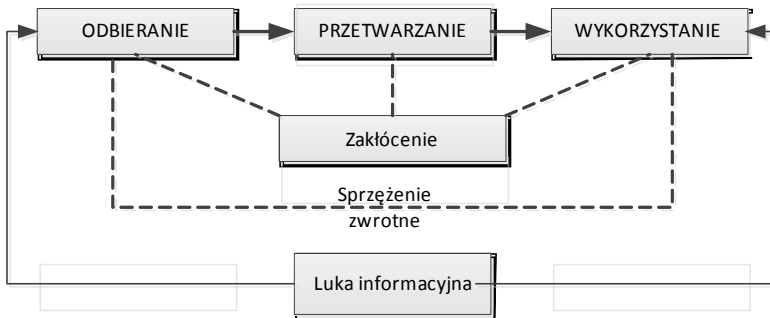 ODBIERANIE
PRZETWARZANIE
WYKORZYSTANIE
Zakłócenie
Sprzężenie
zwrotne
Luka informacyjna